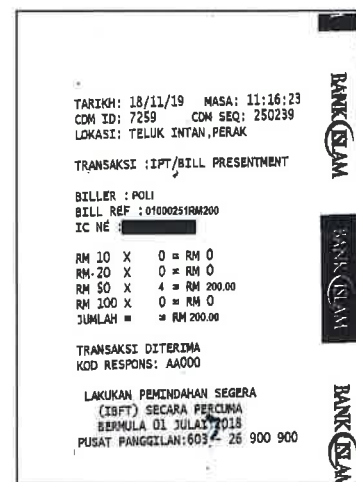 TARIKH: 18/11/19 MASA: 11:16:23
CDM ID: 7259 CDM SEQ: 250239
LOKASI: TELUK INTAN,PERAK
TRANSAKSI :IFT/BILL PRESENTMENT
BILLER : POLI
BILL REF : 01000251RM200
IC NE :
RM 10 X 0 = RM 0
RM 20 X 0 = RM 0
RM 50 X 4 = RM 200.00
RM 100 X 0 = RM 0
JUMLAH = = RM 200.00
TRANSAKSI DITERIMA
KOD RESPONS: AA000
LAKUKAN PEMINDAHAN SEGERA
(IBFT) SECARA PERCUMA
BERMULA 01 JULAI 2018
PUSAT PANGGILAN:603 - 26 900 900
BANK ISLAM
BANK ISLAM
BANK ISLAM